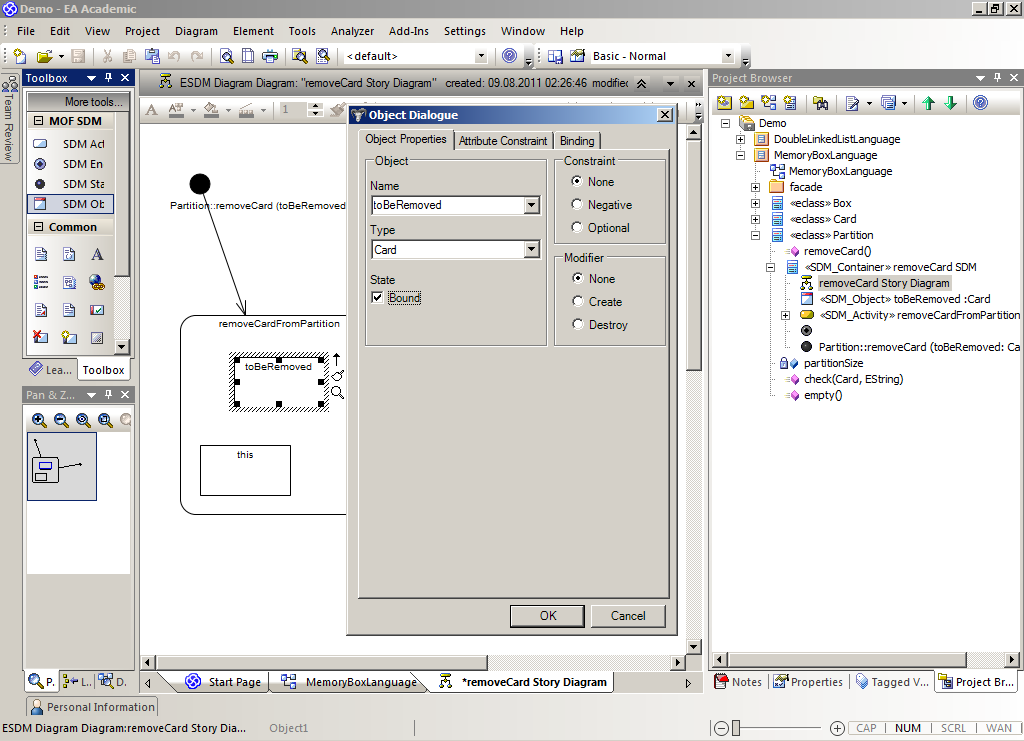 Demo - EA Academic
File Edit View Project Diagram Element Tools Analyzer Add-Ins Settings Window Help
<default>
Basic - Normal
Team Review
Toolbox
More tools...
MOF SDM
SDM Act
SDM En
SDM Sta
SDM Ob
Common
Lea...
Toolbox
Pan & Z...
P.
L.
D.
ESDM Diagram Diagram: "removeCard Story Diagram" created: 09.08.2011 02:26:46 modified
1
Partition::removeCard (toBeRemoved
removeCardFromPartition
toBeRemoved
this
Object Dialogue
Object Properties
Attribute Constraint
Binding
Object
Name
toBeRemoved
Type
Card
State
Bound
Constraint
None
Negative
Optional
Modifier
None
Create
Destroy
OK
Cancel
Start Page
MemoryBoxLanguage
*removeCard Story Diagram
Project Browser
Demo
DoubleLinkedListLanguage
MemoryBoxLanguage
MemoryBoxLanguage
facade
«eclass» Box
«eclass» Card
«eclass» Partition
removeCard()
«SDM_Container» removeCard SDM
removeCard Story Diagram
«SDM_Object» toBeRemoved :Card
«SDM_Activity» removeCardFromPartition
Partition::removeCard (toBeRemoved: Ca
partitionSize
check(Card, EString)
empty()
Notes
Properties
Tagged V...
Project Br...
Personal Information
ESDM Diagram Diagram:removeCard Story Dia...
Object1
CAP
NUM
SCRL
WAN